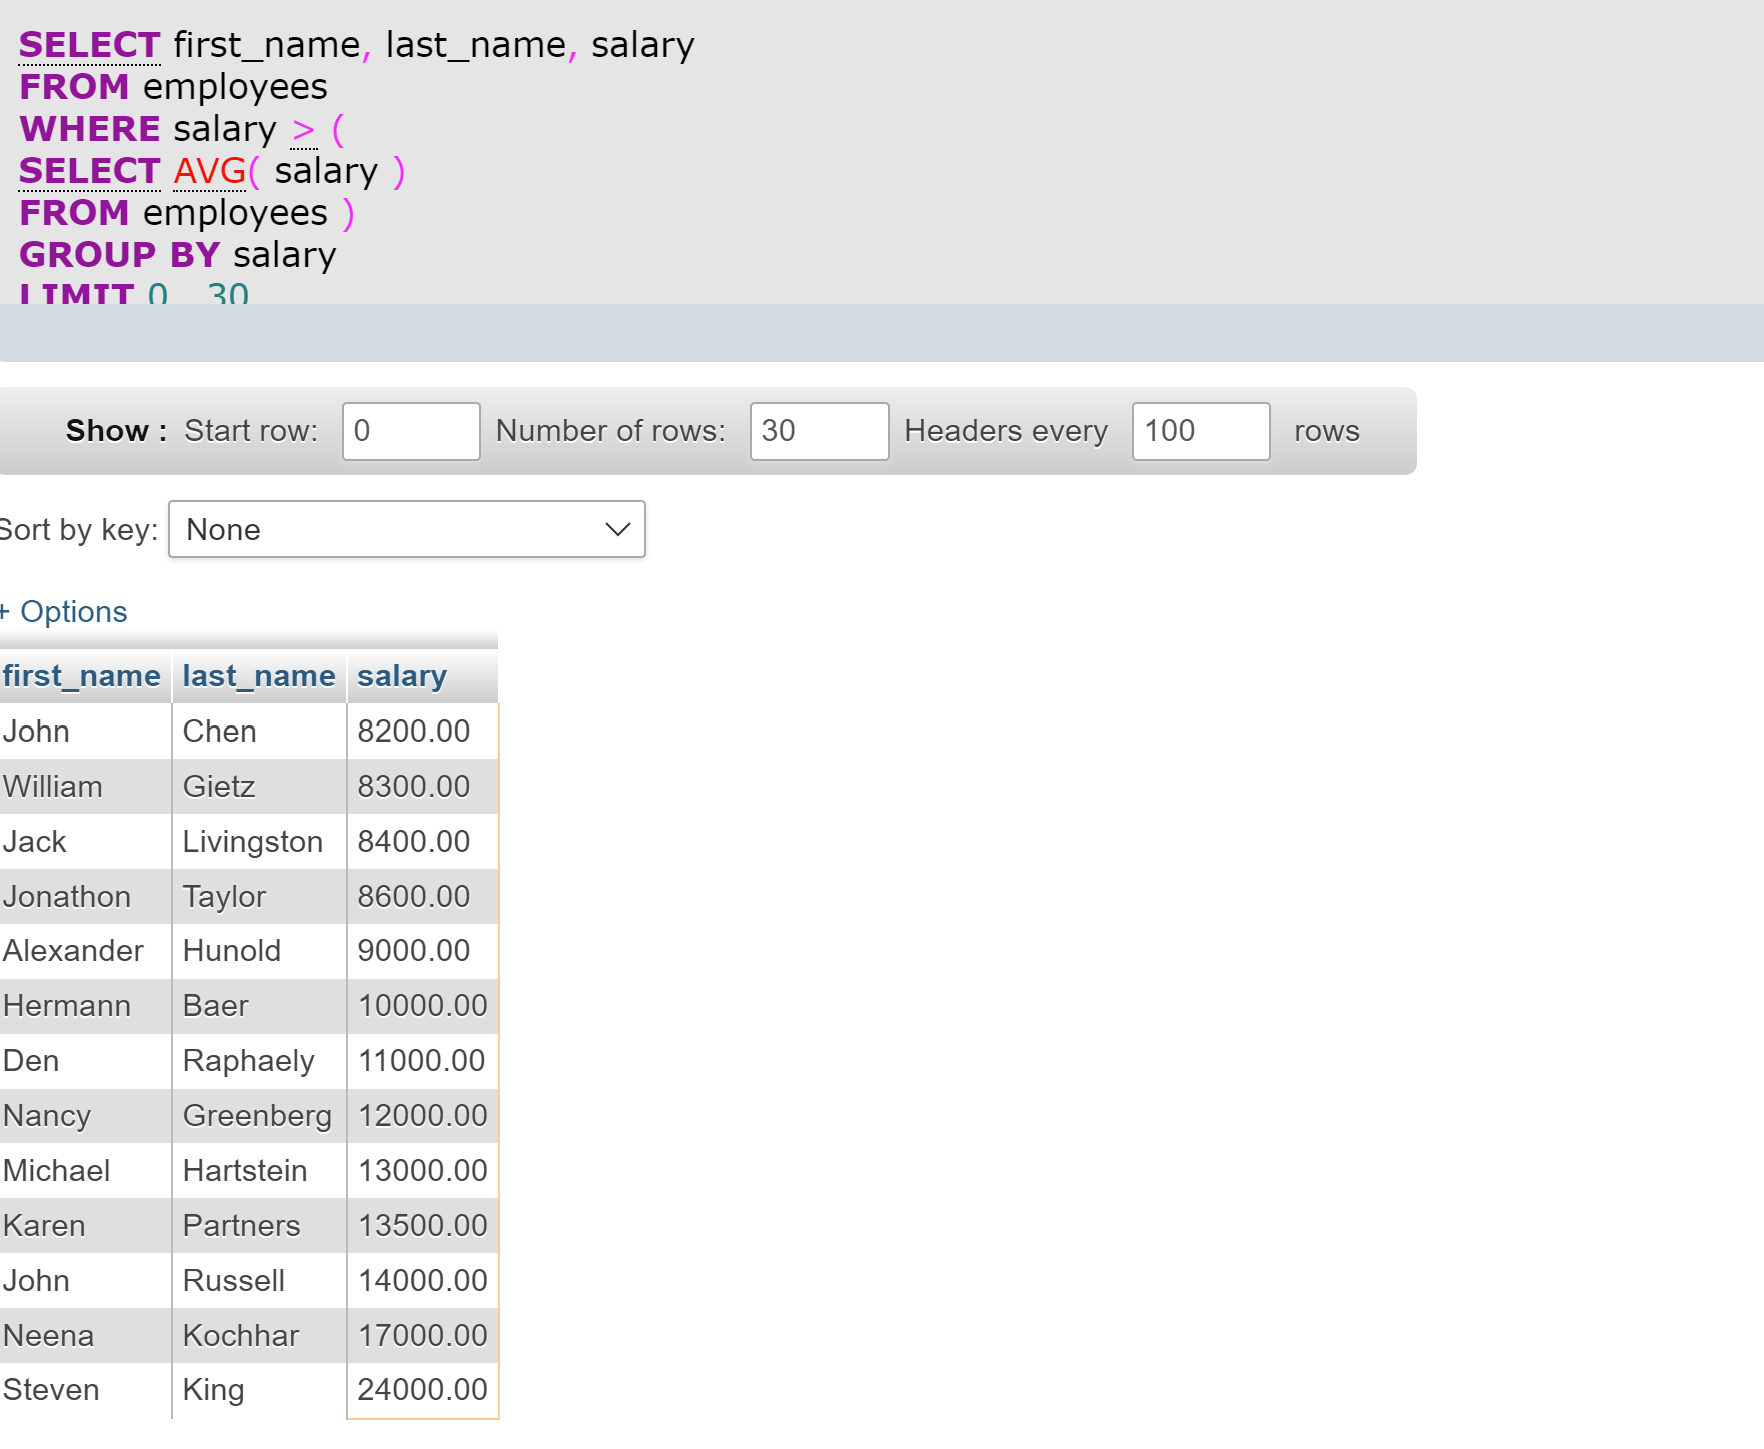 SELECT first_name, last_name, salary
FROM employees
WHERE salary > (
SELECT AVG( salary )
FROM employees )
GROUP BY salary
LIMIT 0 , 30
Show : Start row: 0 Number of rows: 30 Headers every 100 rows
Sort by key: None
+ Options
first_name last_name salary
John Chen 8200.00
William Gietz 8300.00
Jack Livingston 8400.00
Jonathon Taylor 8600.00
Alexander Hunold 9000.00
Hermann Baer 10000.00
Den Raphaely 11000.00
Nancy Greenberg 12000.00
Michael Hartstein 13000.00
Karen Partners 13500.00
John Russell 14000.00
Neena Kochhar 17000.00
Steven King 24000.00